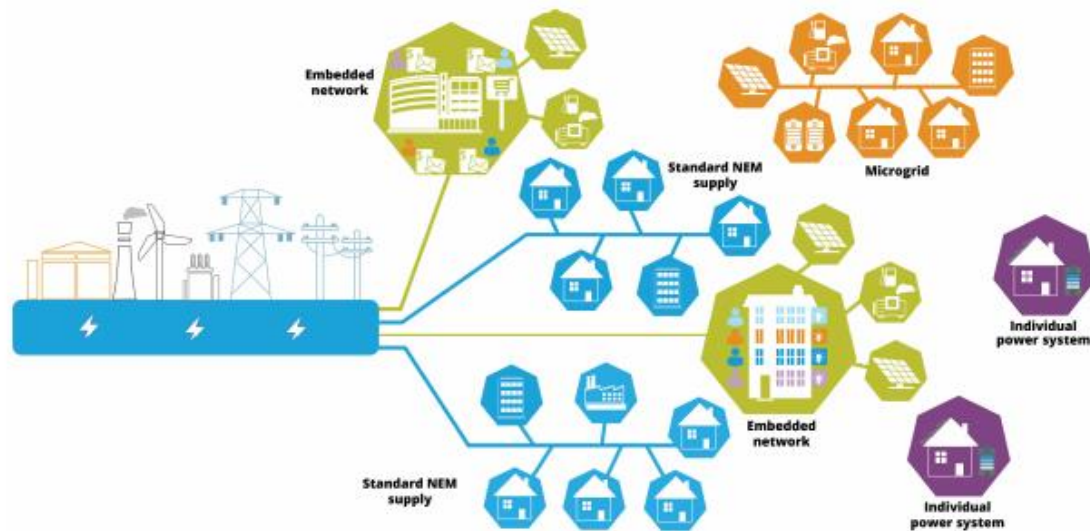 Embedded
network
Standard NEM
supply
Microgrid
Individual
power system
Embedded
network
Standard NEM
supply
Individual
power system